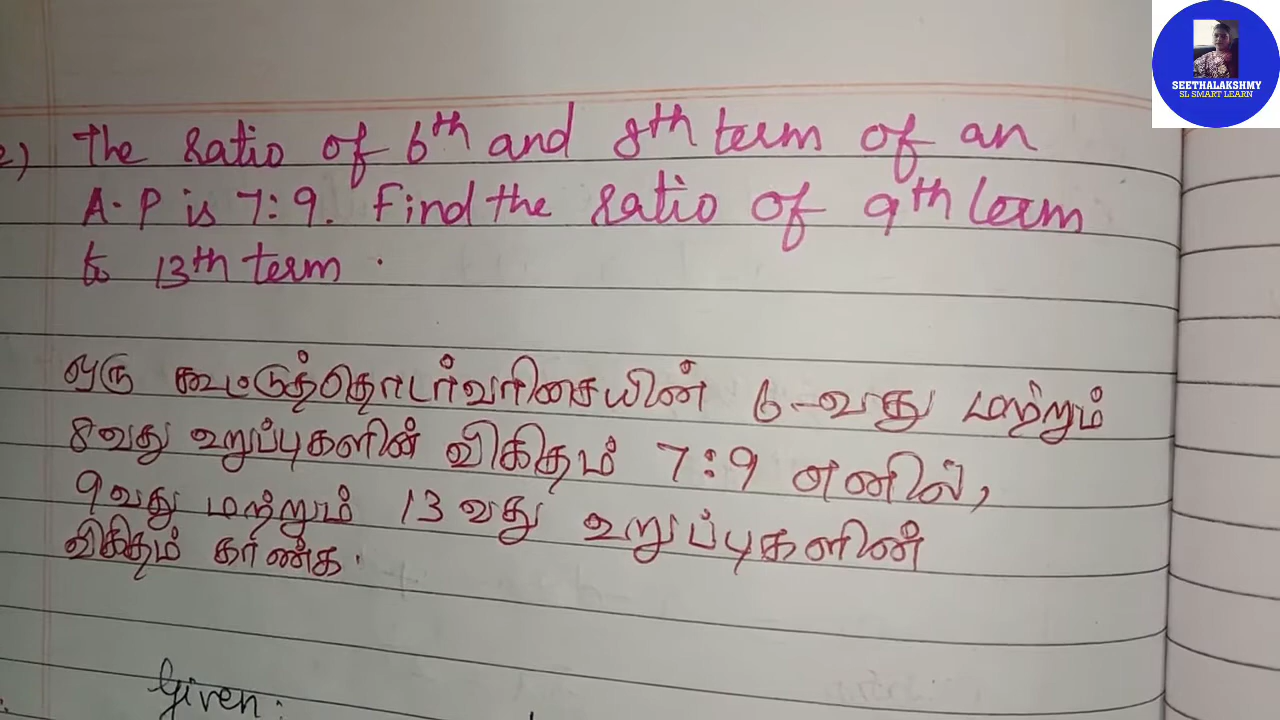 SEETHALAKSHMY
SL SMART LEARN
2) The ratio of 6th and 8th term of an
A.P is 7:9. Find the ratio of 9th term
to 13th term.
ஒரு கூட்டுத்தொடர்வரிசையின் 6-வது மற்றும்
8வது உறுப்புகளின் விகிதம் 7:9 எனில்,
9வது மற்றும் 13வது உறுப்புகளின்
விகிதம் காண்க.
Given: